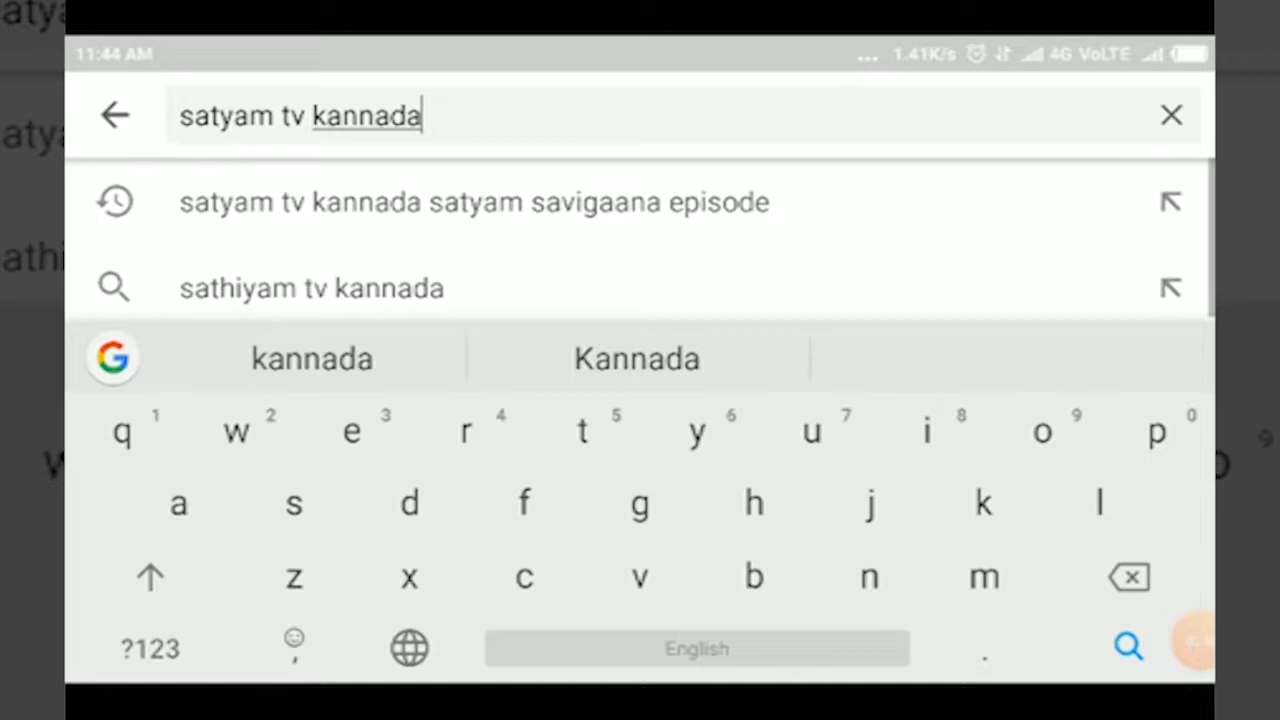 11:44 AM ... 1.41K/s 4G VoLTE
satyam tv kannada
satyam tv kannada satyam savigaana episode
sathiyam tv kannada
kannada Kannada
q 1 w 2 e 3 r 4 t 5 y 6 u 7 i 8 o 9 p 0
a s d f g h j k l
z x c v b n m
?123 , English .